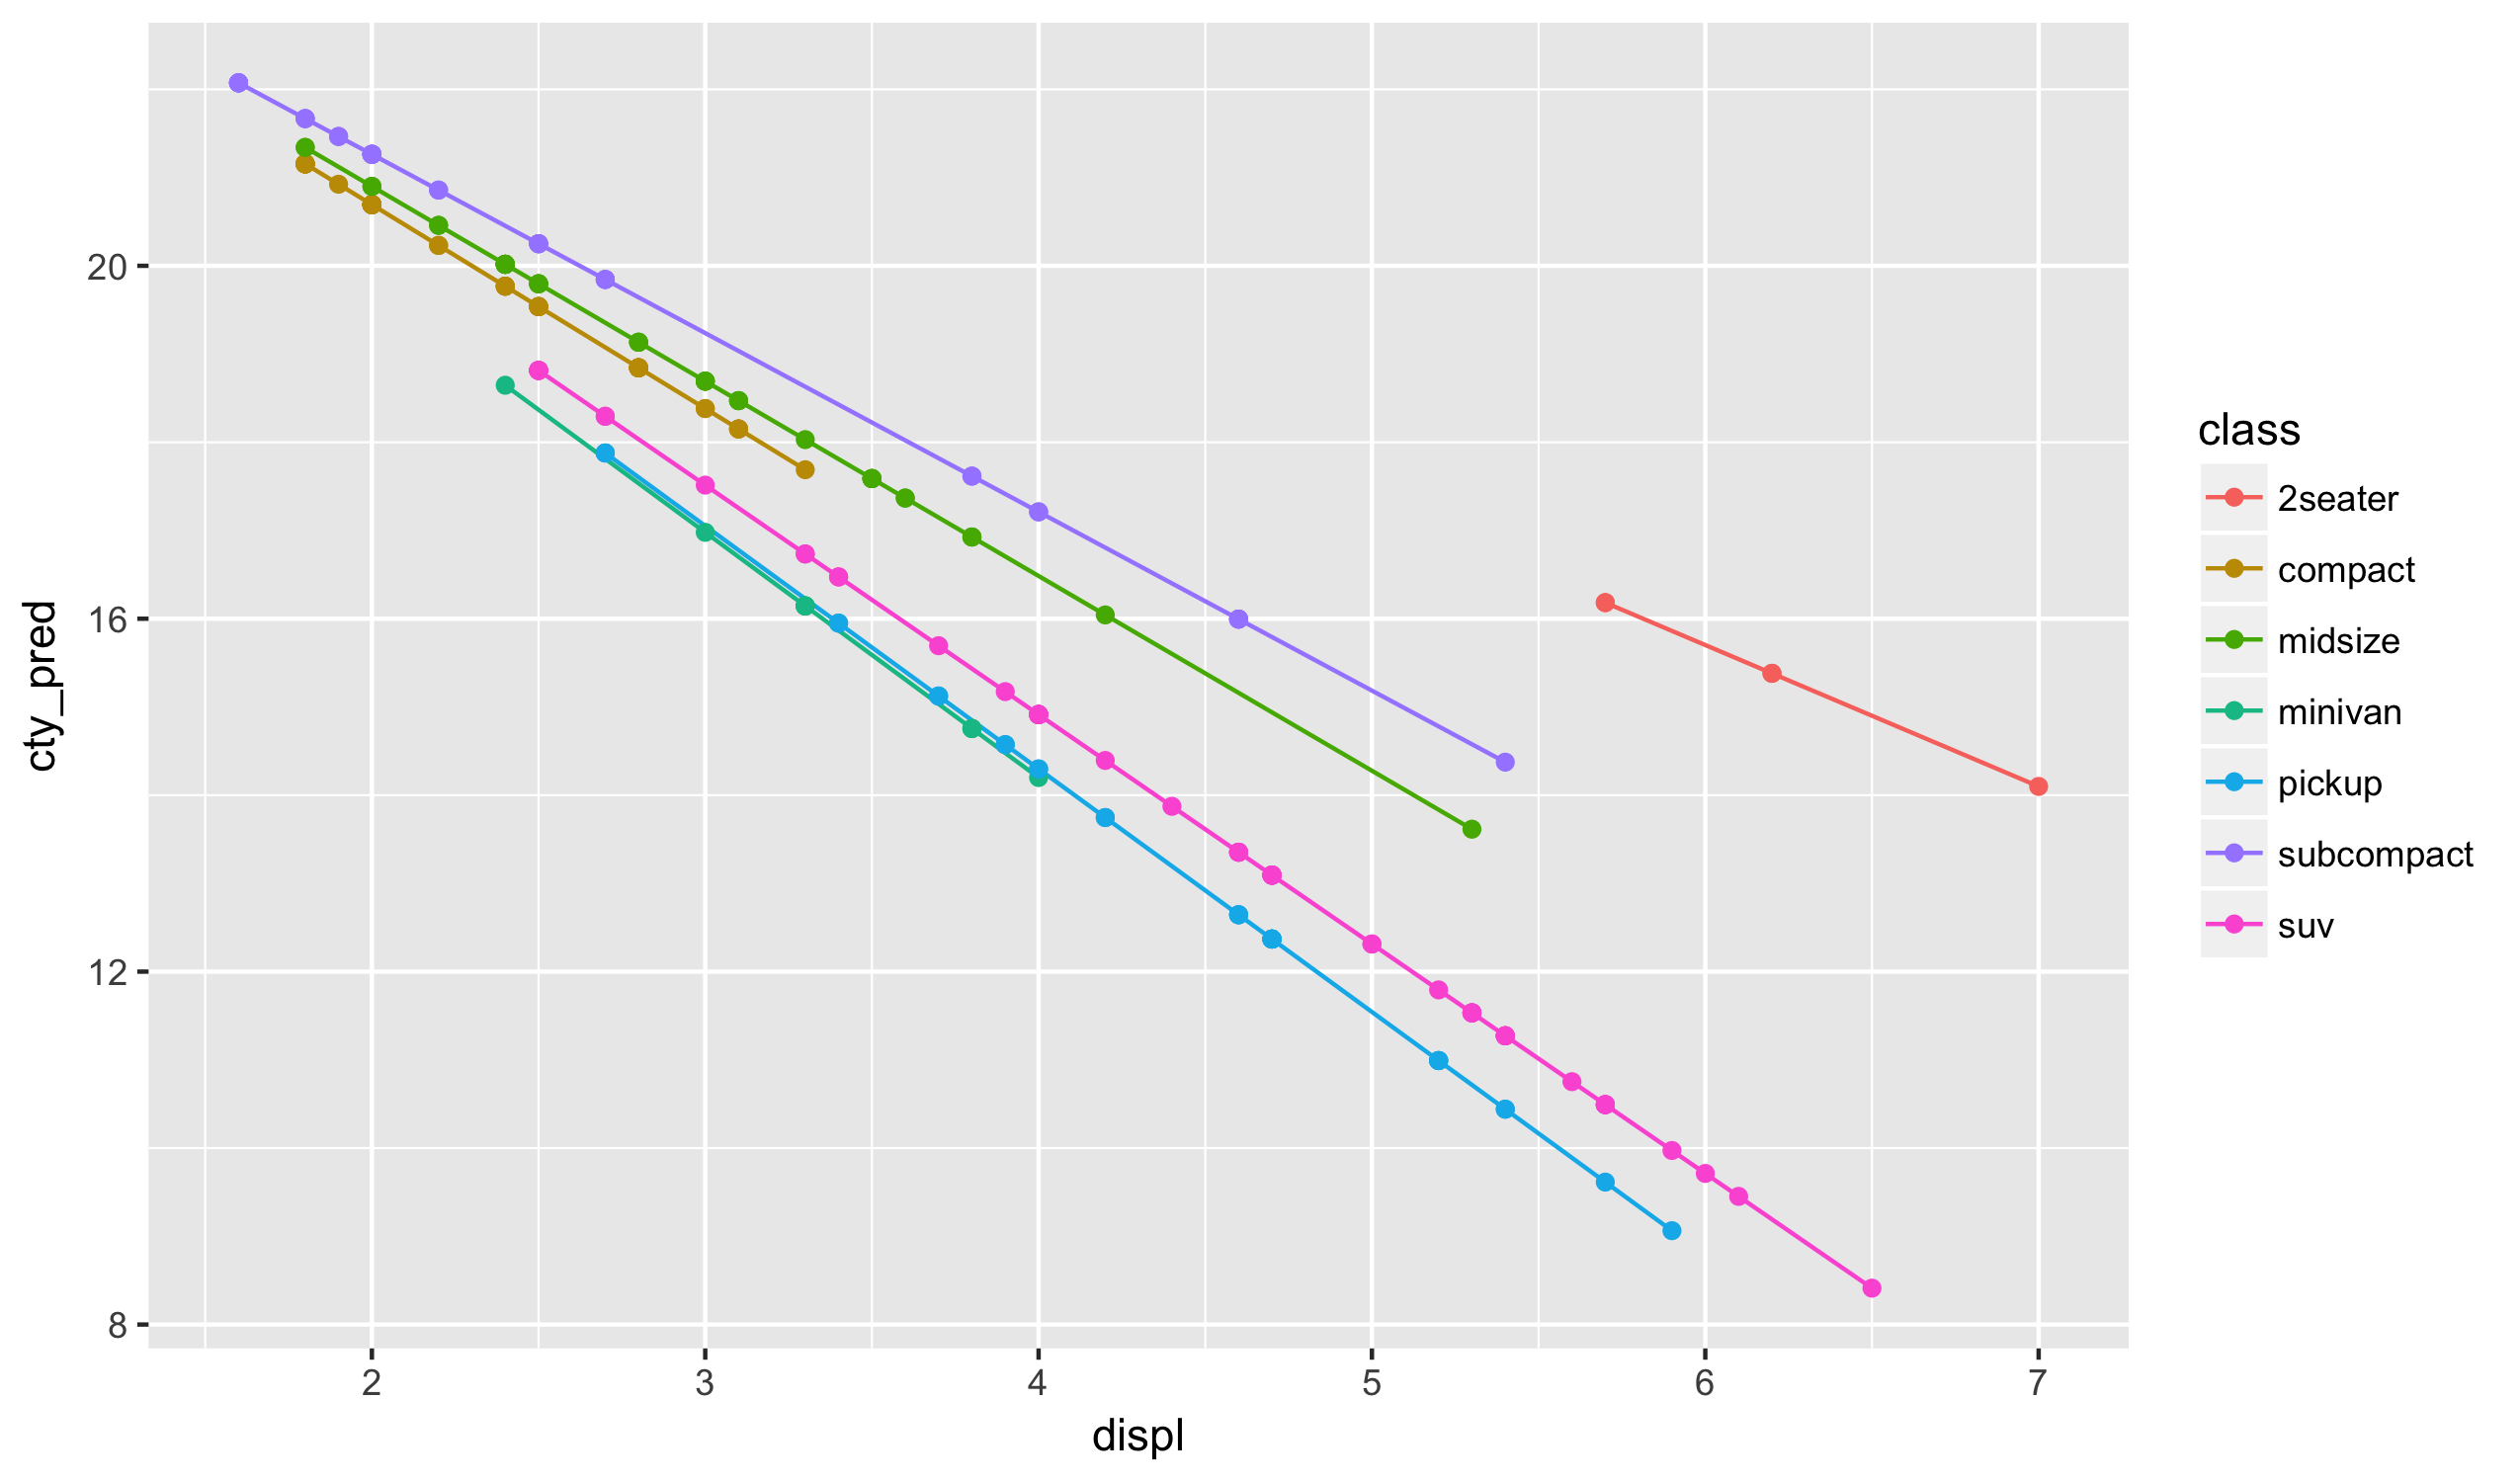 cty_pred
20
16
12
8
2
3
4
5
6
7
displ
class
2seater
compact
midsize
minivan
pickup
subcompact
suv